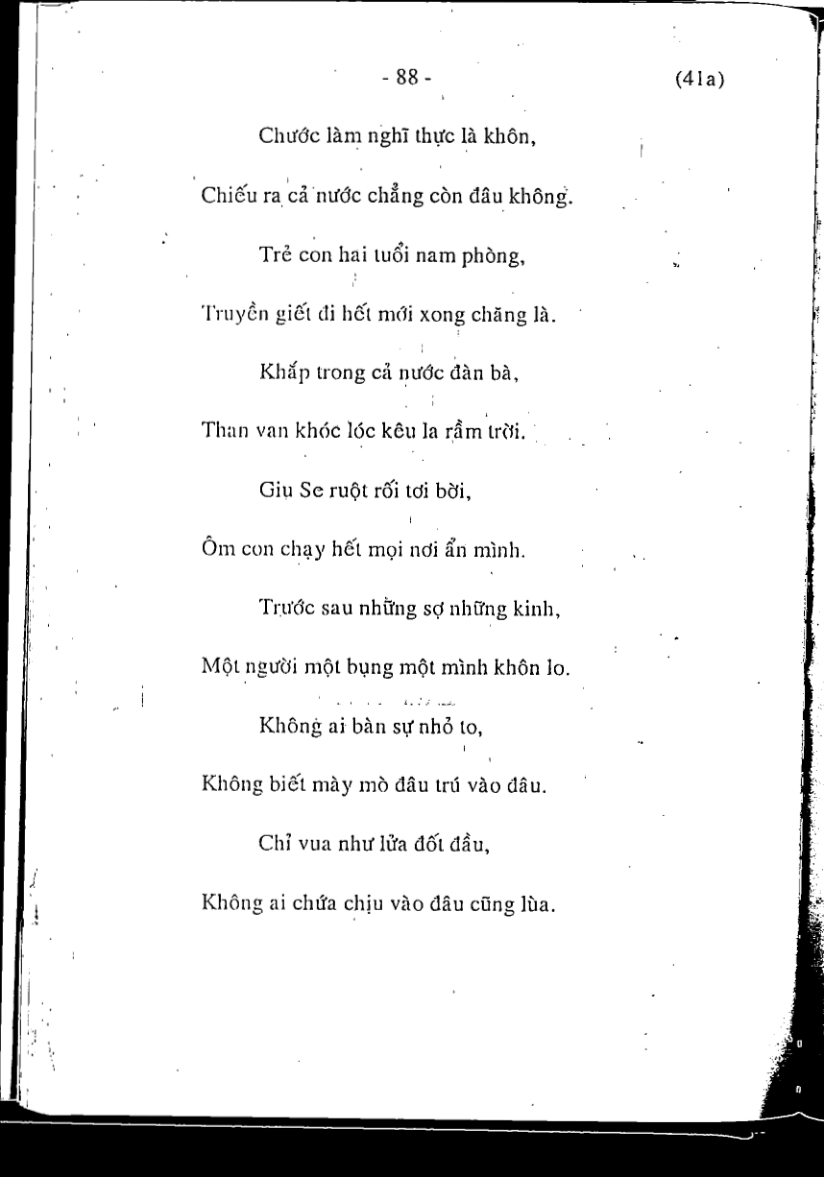 - 88 - (41a)
Chước làm nghĩ thực là khôn,
Chiếu ra cả nước chẳng còn đâu không.
Trẻ con hai tuổi nam phòng,
Truyền giết đi hết mới xong chăng là.
Khắp trong cả nước đàn bà,
Than van khóc lóc kêu la rầm trời.
Giu Se ruột rối tơi bời,
Ôm con chạy hết mọi nơi ẩn mình.
Trước sau những sợ những kinh,
Một người một bụng một mình khôn lo.
Không ai bàn sự nhỏ to,
Không biết mày mò đâu trú vào đâu.
Chỉ vua như lửa đốt đầu,
Không ai chứa chịu vào đâu cũng lùa.